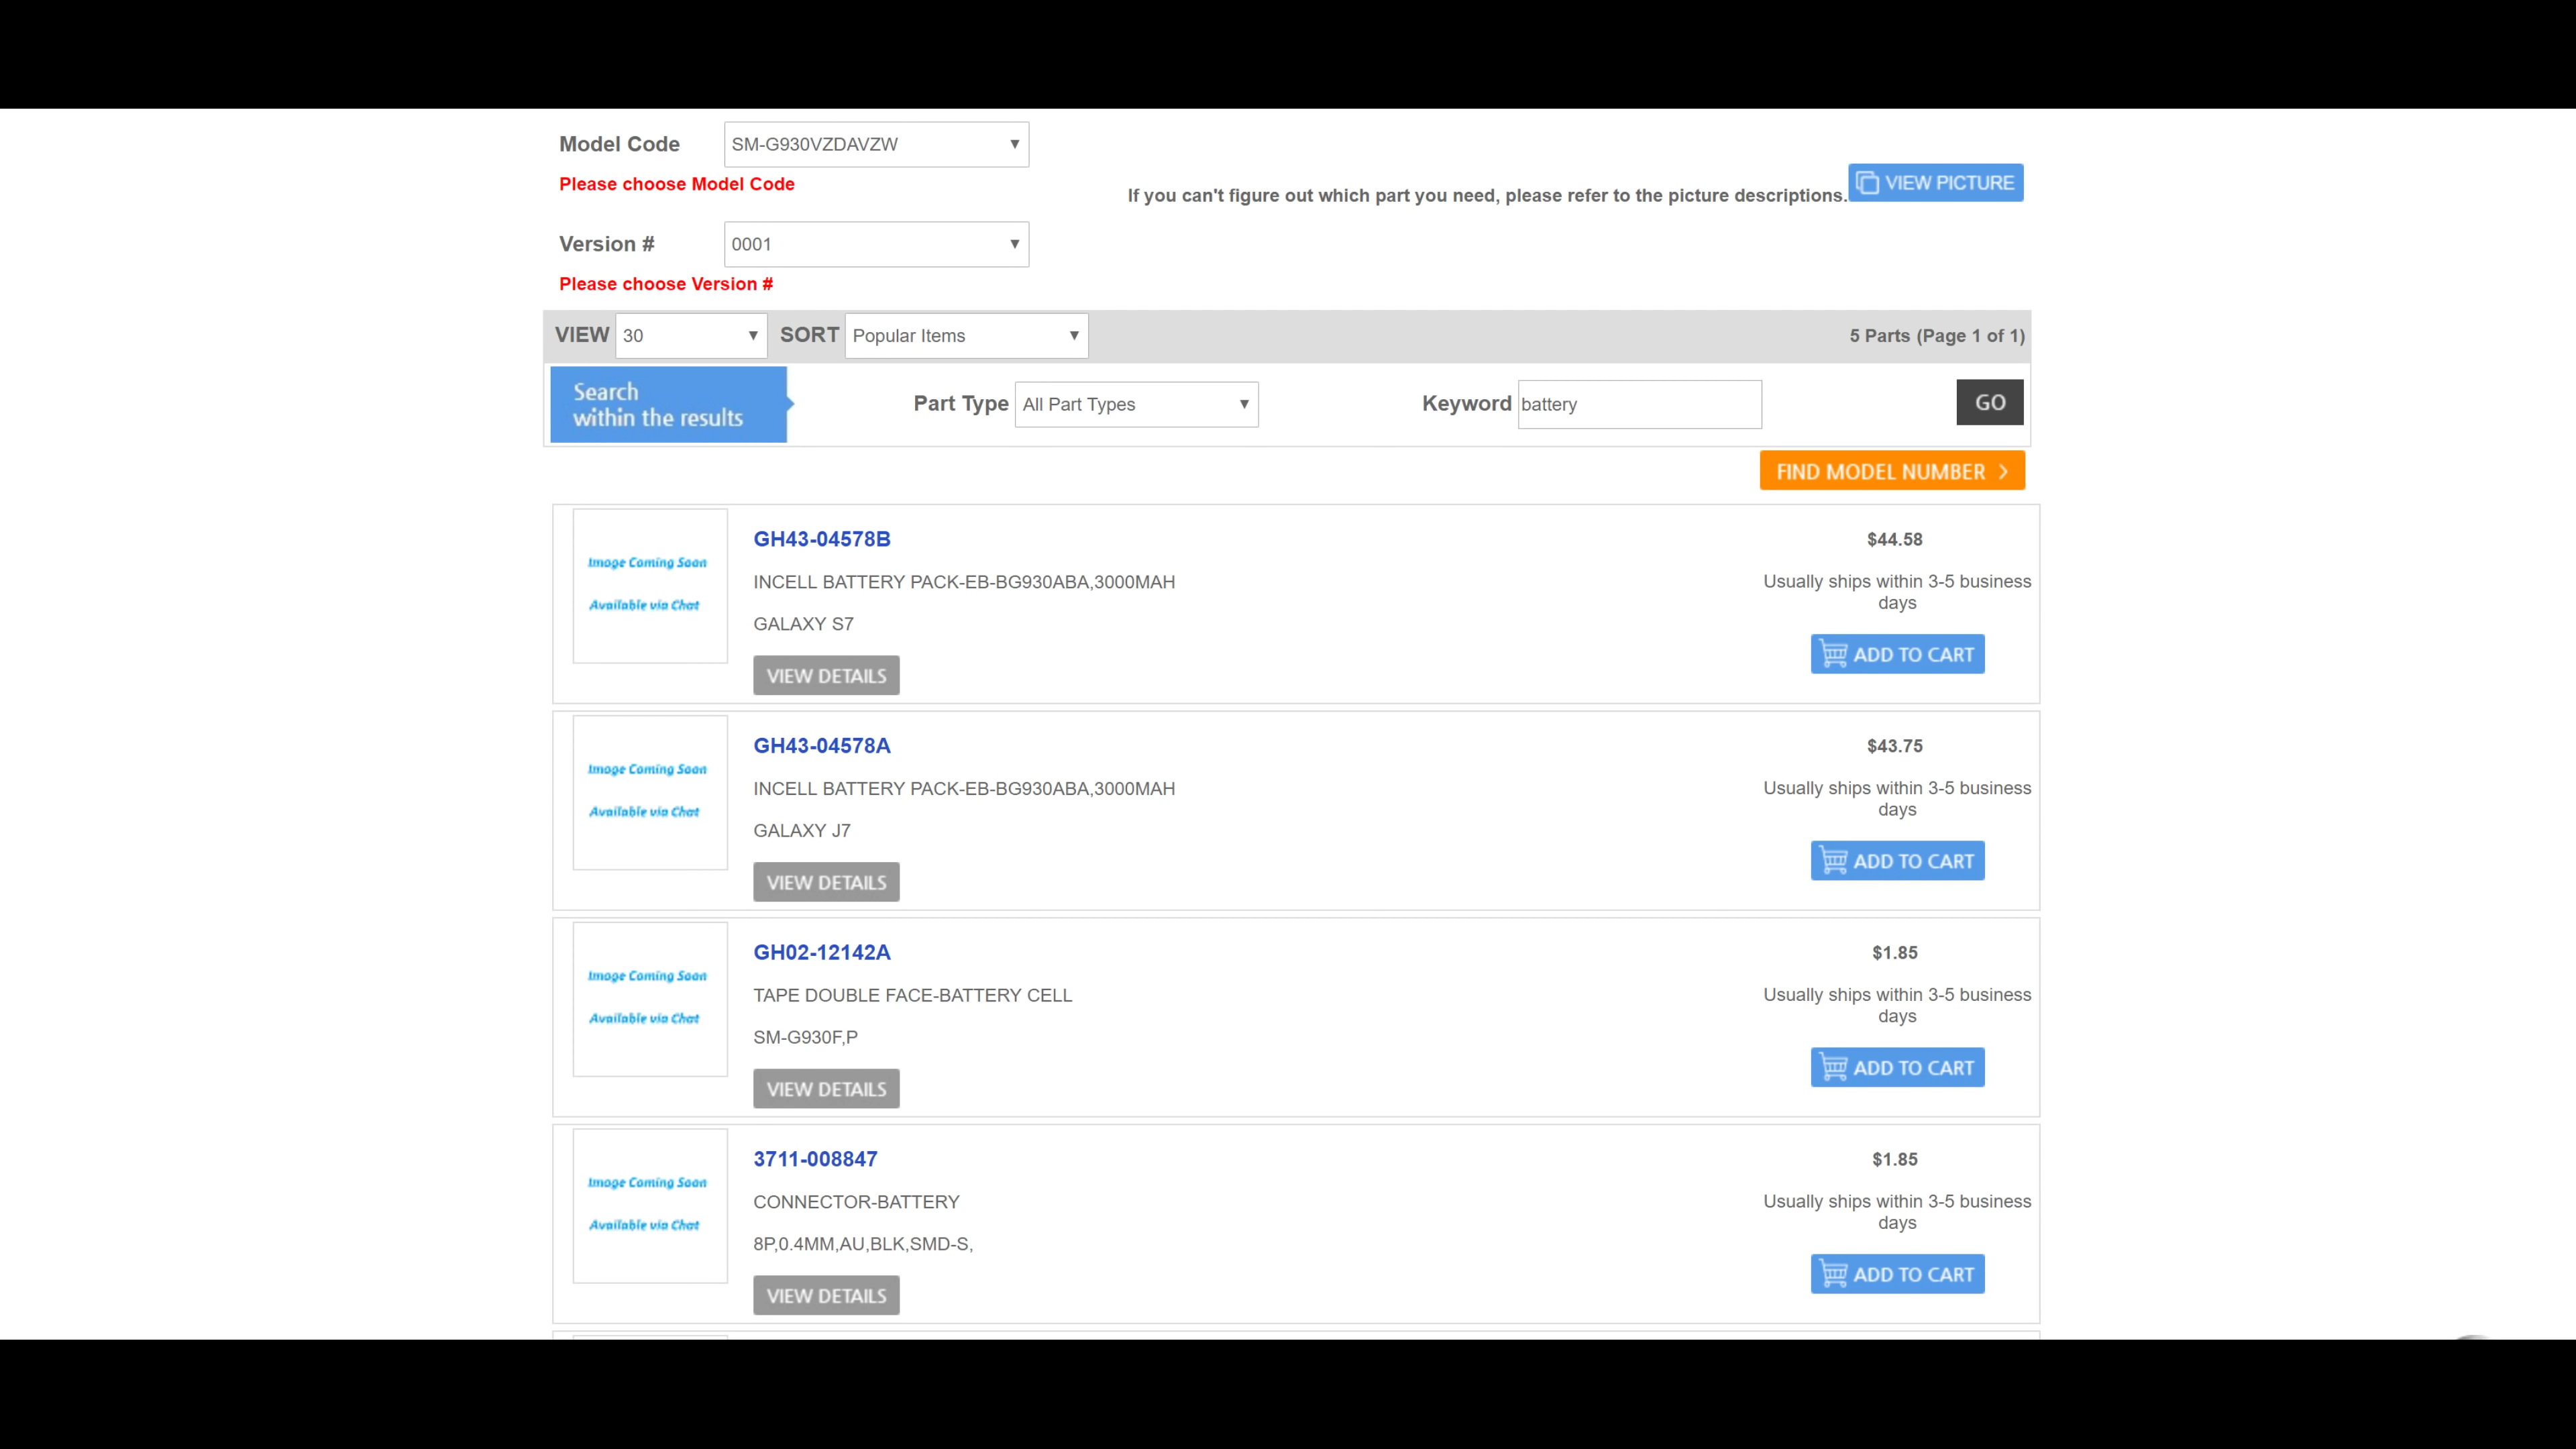 Model Code SM-G930VZDAVZW
Please choose Model Code
If you can't figure out which part you need, please refer to the picture descriptions. VIEW PICTURE
Version # 0001
Please choose Version #
VIEW 30 SORT Popular Items 5 Parts (Page 1 of 1)
Search
within the results
Part Type All Part Types Keyword battery GO
FIND MODEL NUMBER >
Image Coming Soon
Available via Chat
GH43-04578B
INCELL BATTERY PACK-EB-BG930ABA,3000MAH
GALAXY S7
VIEW DETAILS
$44.58
Usually ships within 3-5 business
days
ADD TO CART
Image Coming Soon
Available via Chat
GH43-04578A
INCELL BATTERY PACK-EB-BG930ABA,3000MAH
GALAXY J7
VIEW DETAILS
$43.75
Usually ships within 3-5 business
days
ADD TO CART
Image Coming Soon
Available via Chat
GH02-12142A
TAPE DOUBLE FACE-BATTERY CELL
SM-G930F,P
VIEW DETAILS
$1.85
Usually ships within 3-5 business
days
ADD TO CART
Image Coming Soon
Available via Chat
3711-008847
CONNECTOR-BATTERY
8P,0.4MM,AU,BLK,SMD-S,
VIEW DETAILS
$1.85
Usually ships within 3-5 business
days
ADD TO CART